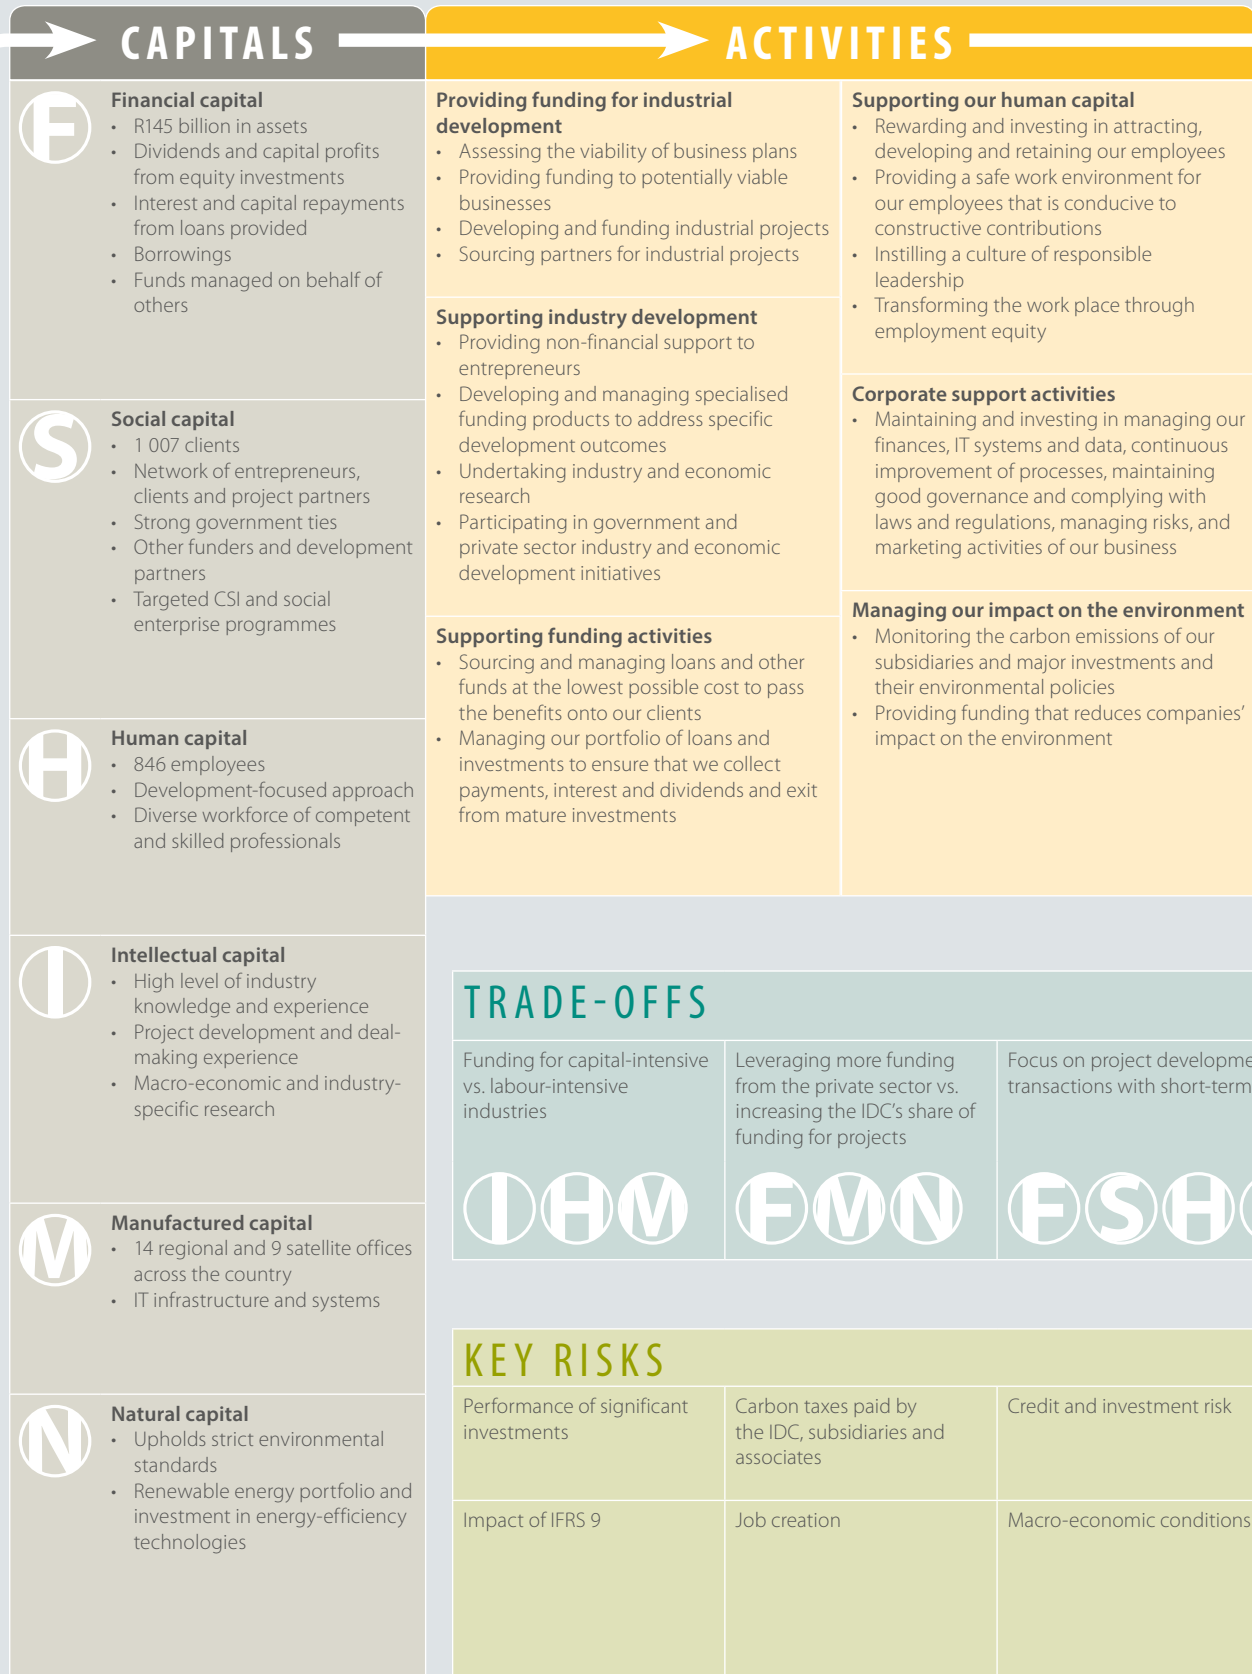 CAPITALS
F
Financial capital
• R145 billion in assets
• Dividends and capital profits
from equity investments
• Interest and capital repayments
from loans provided
• Borrowings
• Funds managed on behalf of
others
S
Social capital
• 1 007 clients
• Network of entrepreneurs,
clients and project partners
• Strong government ties
• Other funders and development
partners
• Targeted CSI and social
enterprise programmes
H
Human capital
• 846 employees
• Development-focused approach
• Diverse workforce of competent
and skilled professionals
I
Intellectual capital
• High level of industry
knowledge and experience
• Project development and deal-
making experience
• Macro-economic and industry-
specific research
M
Manufactured capital
• 14 regional and 9 satellite offices
across the country
• IT infrastructure and systems
N
Natural capital
• Upholds strict environmental
standards
• Renewable energy portfolio and
investment in energy-efficiency
technologies
ACTIVITIES
Providing funding for industrial
development
• Assessing the viability of business plans
• Providing funding to potentially viable
businesses
• Developing and funding industrial projects
• Sourcing partners for industrial projects
Supporting industry development
• Providing non-financial support to
entrepreneurs
• Developing and managing specialised
funding products to address specific
development outcomes
• Undertaking industry and economic
research
• Participating in government and
private sector industry and economic
development initiatives
Supporting funding activities
• Sourcing and managing loans and other
funds at the lowest possible cost to pass
the benefits onto our clients
• Managing our portfolio of loans and
investments to ensure that we collect
payments, interest and dividends and exit
from mature investments
Supporting our human capital
• Rewarding and investing in attracting,
developing and retaining our employees
• Providing a safe work environment for
our employees that is conducive to
constructive contributions
• Instilling a culture of responsible
leadership
• Transforming the work place through
employment equity
Corporate support activities
• Maintaining and investing in managing our
finances, IT systems and data, continuous
improvement of processes, maintaining
good governance and complying with
laws and regulations, managing risks, and
marketing activities of our business
Managing our impact on the environment
• Monitoring the carbon emissions of our
subsidiaries and major investments and
their environmental policies
• Providing funding that reduces companies’
impact on the environment
TRADE-OFFS
Funding for capital-intensive
vs. labour-intensive
industries
I H M
Leveraging more funding
from the private sector vs.
increasing the IDC’s share of
funding for projects
F M N
Focus on project
transactions with short-term
F S H
KEY RISKS
Performance of significant
investments
Carbon taxes paid by
the IDC, subsidiaries and
associates
Credit and investment risk
Impact of IFRS 9
Job creation
Macro-economic conditions